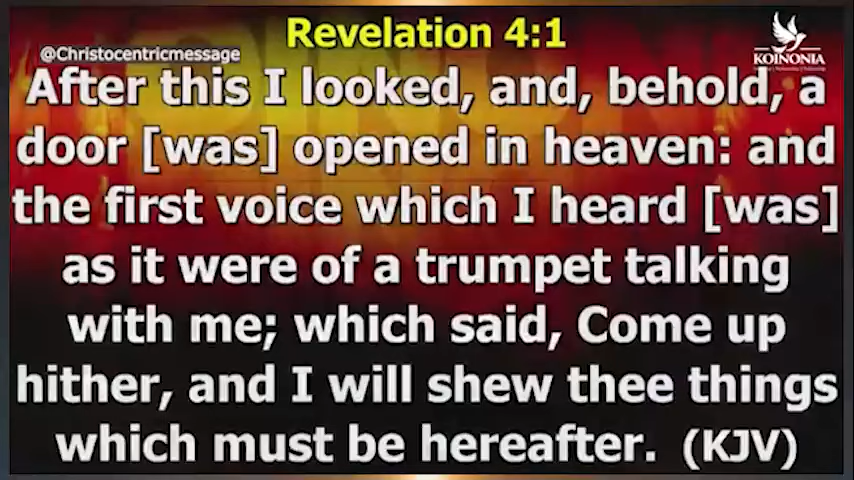 Revelation 4:1
@Christocentricmessage
KOINONIA
After this I looked, and, behold, a
door [was] opened in heaven: and
the first voice which I heard [was]
as it were of a trumpet talking
with me; which said, Come up
hither, and I will shew thee things
which must be hereafter. (KJV)